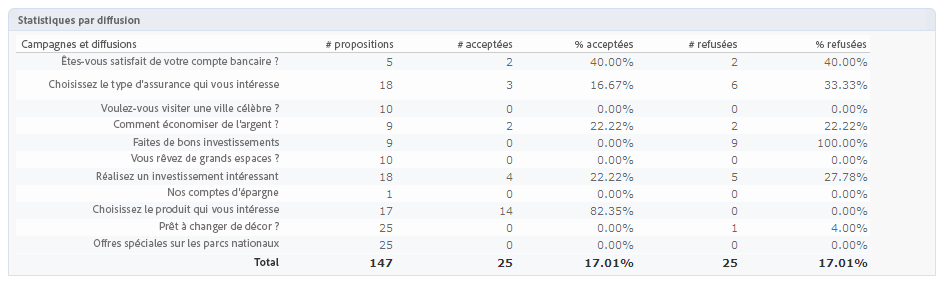 Statistiques par diffusion
Campagnes et diffusions # propositions # acceptées % acceptées # refusées % refusées
Êtes-vous satisfait de votre compte bancaire ? 5 2 40.00% 2 40.00%
Choisissez le type d'assurance qui vous intéresse 18 3 16.67% 6 33.33%
Voulez-vous visiter une ville célèbre ? 10 0 0.00% 0 0.00%
Comment économiser de l'argent ? 9 2 22.22% 2 22.22%
Faites de bons investissements 9 0 0.00% 9 100.00%
Vous rêvez de grands espaces ? 10 0 0.00% 0 0.00%
Réalisez un investissement intéressant 18 4 22.22% 5 27.78%
Nos comptes d'épargne 1 0 0.00% 0 0.00%
Choisissez le produit qui vous intéresse 17 14 82.35% 0 0.00%
Prêt à changer de décor ? 25 0 0.00% 1 4.00%
Offres spéciales sur les parcs nationaux 25 0 0.00% 0 0.00%
Total 147 25 17.01% 25 17.01%